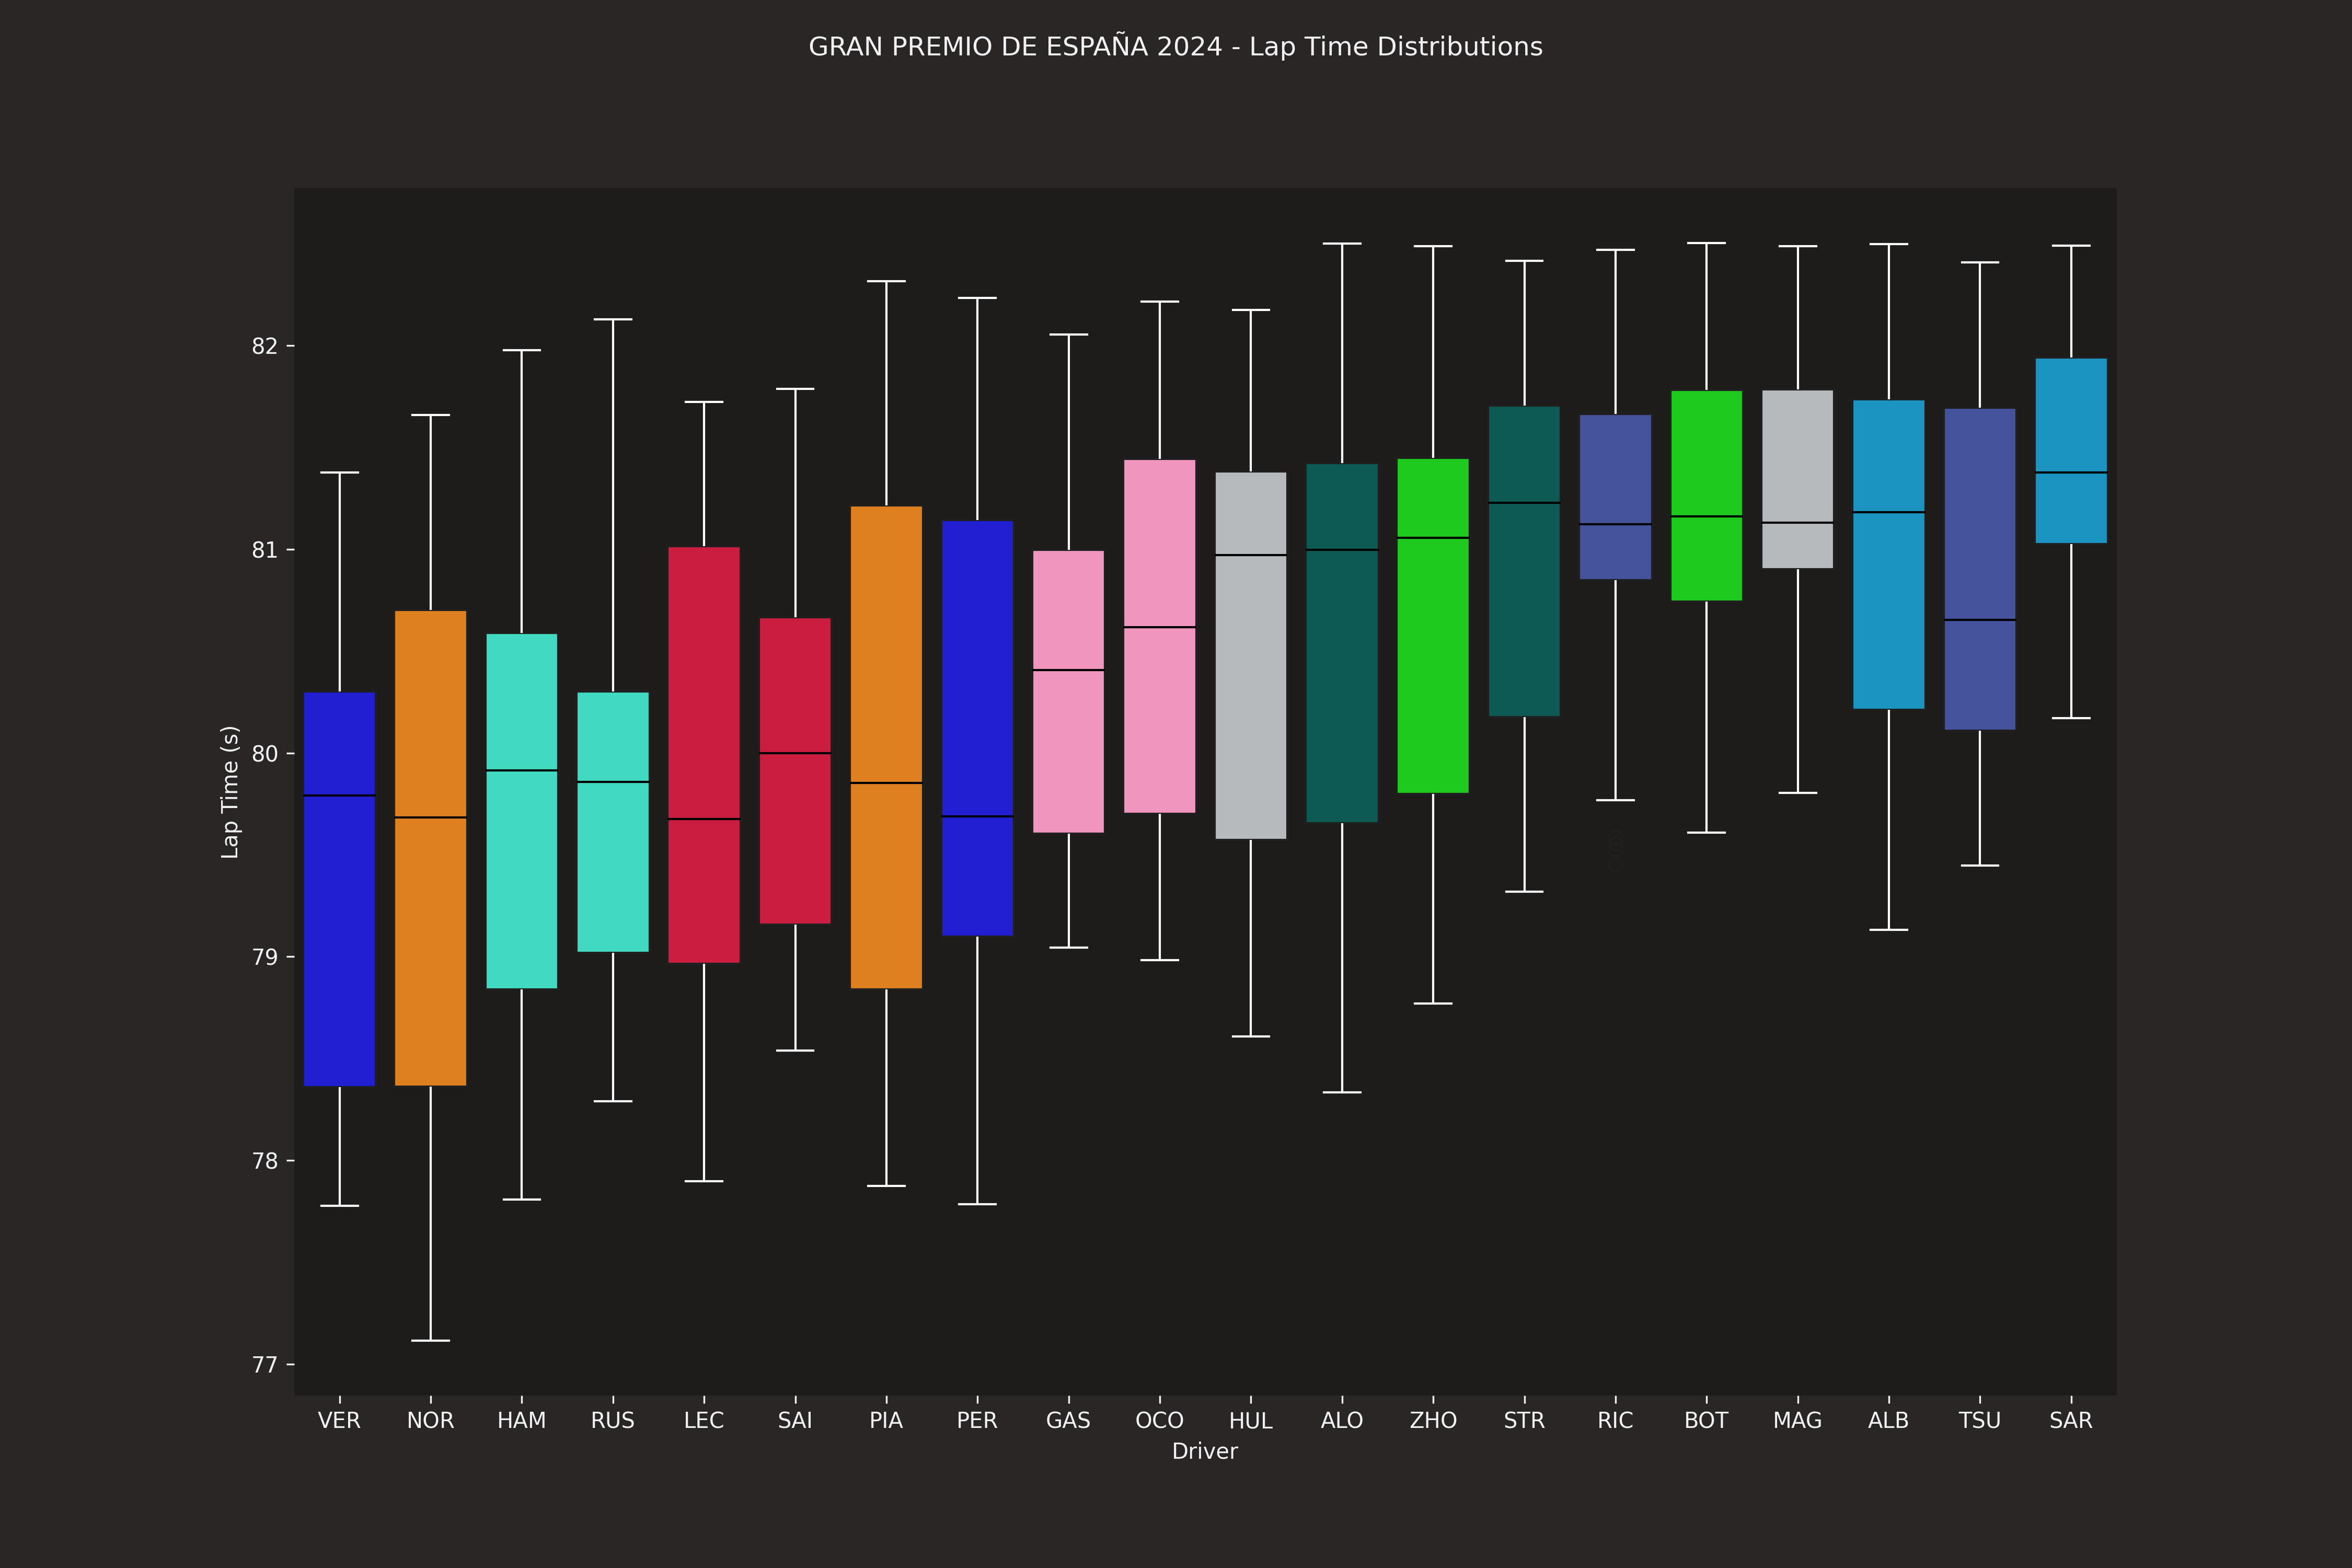 GRAN PREMIO DE ESPAÑA 2024 - Lap Time Distributions
82
81
80
79
78
77
Lap Time (s)
VER NOR HAM RUS LEC SAI PIA PER GAS OCO HUL ALO ZHO STR RIC BOT MAG ALB TSU SAR
Driver